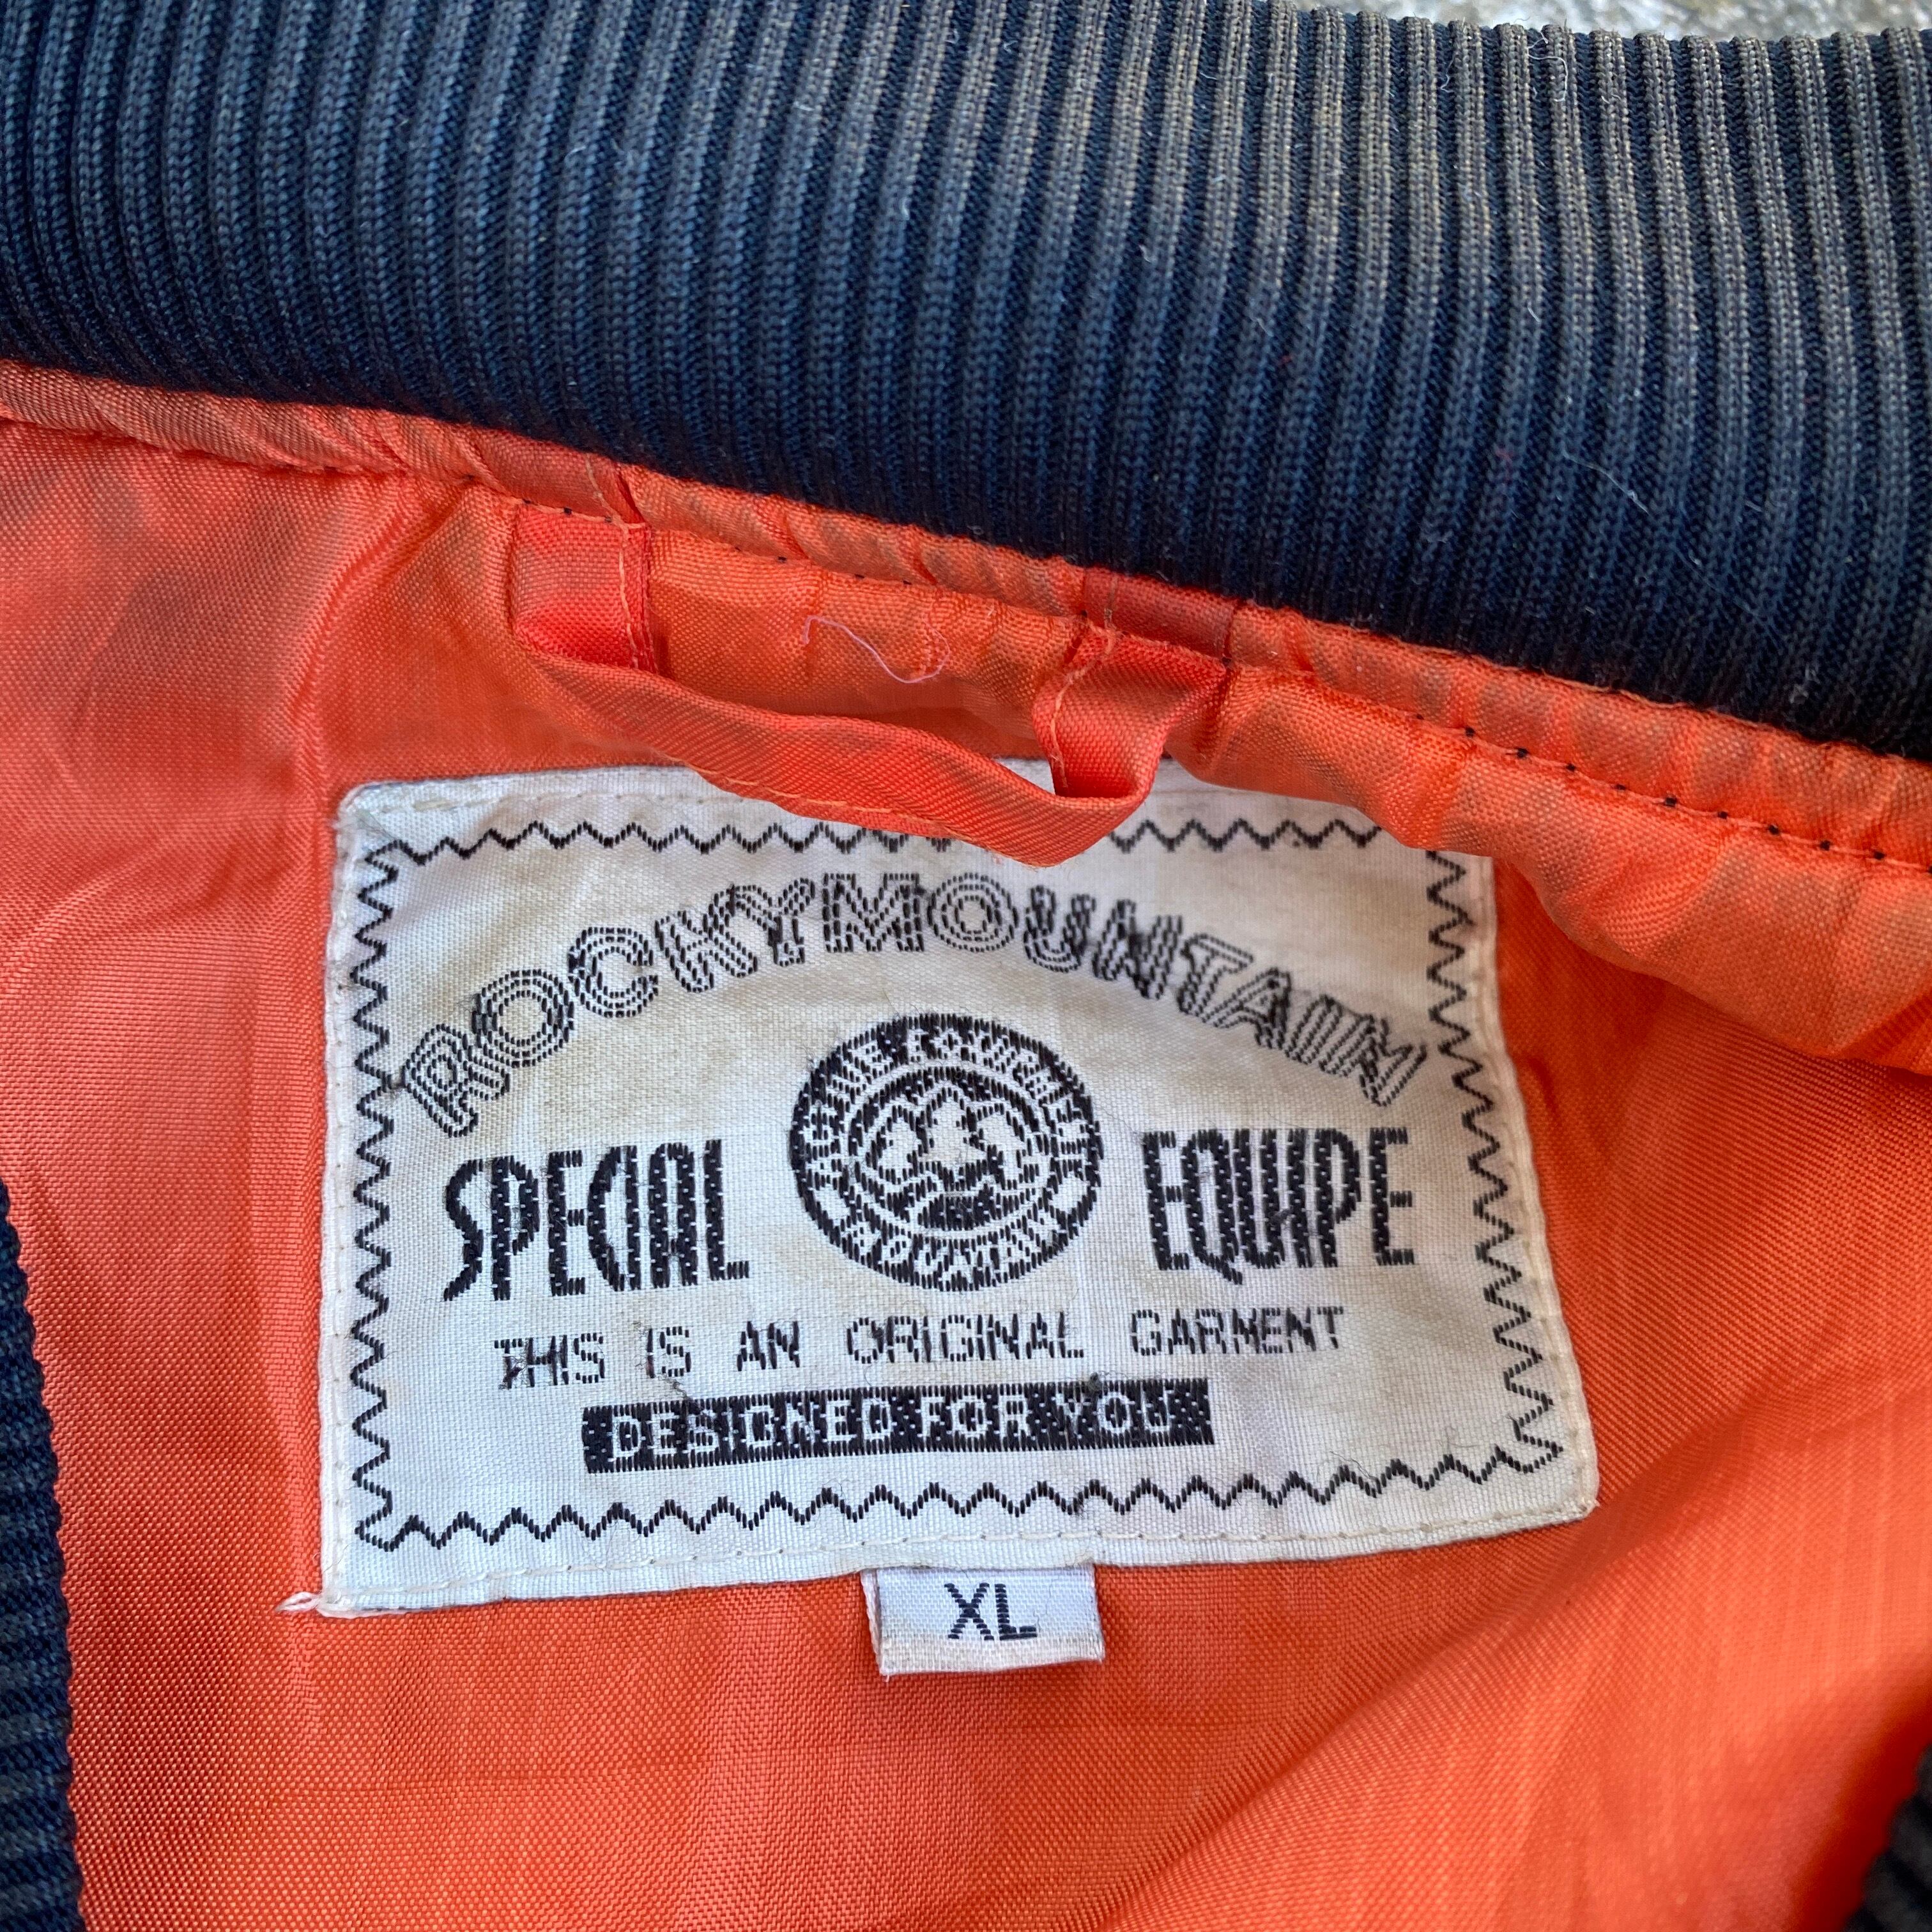 ROCKYMOUNTAIN
SPECIAL EQUIPE
THIS IS AN ORIGINAL GARMENT
DESIGNED FOR YOU
XL